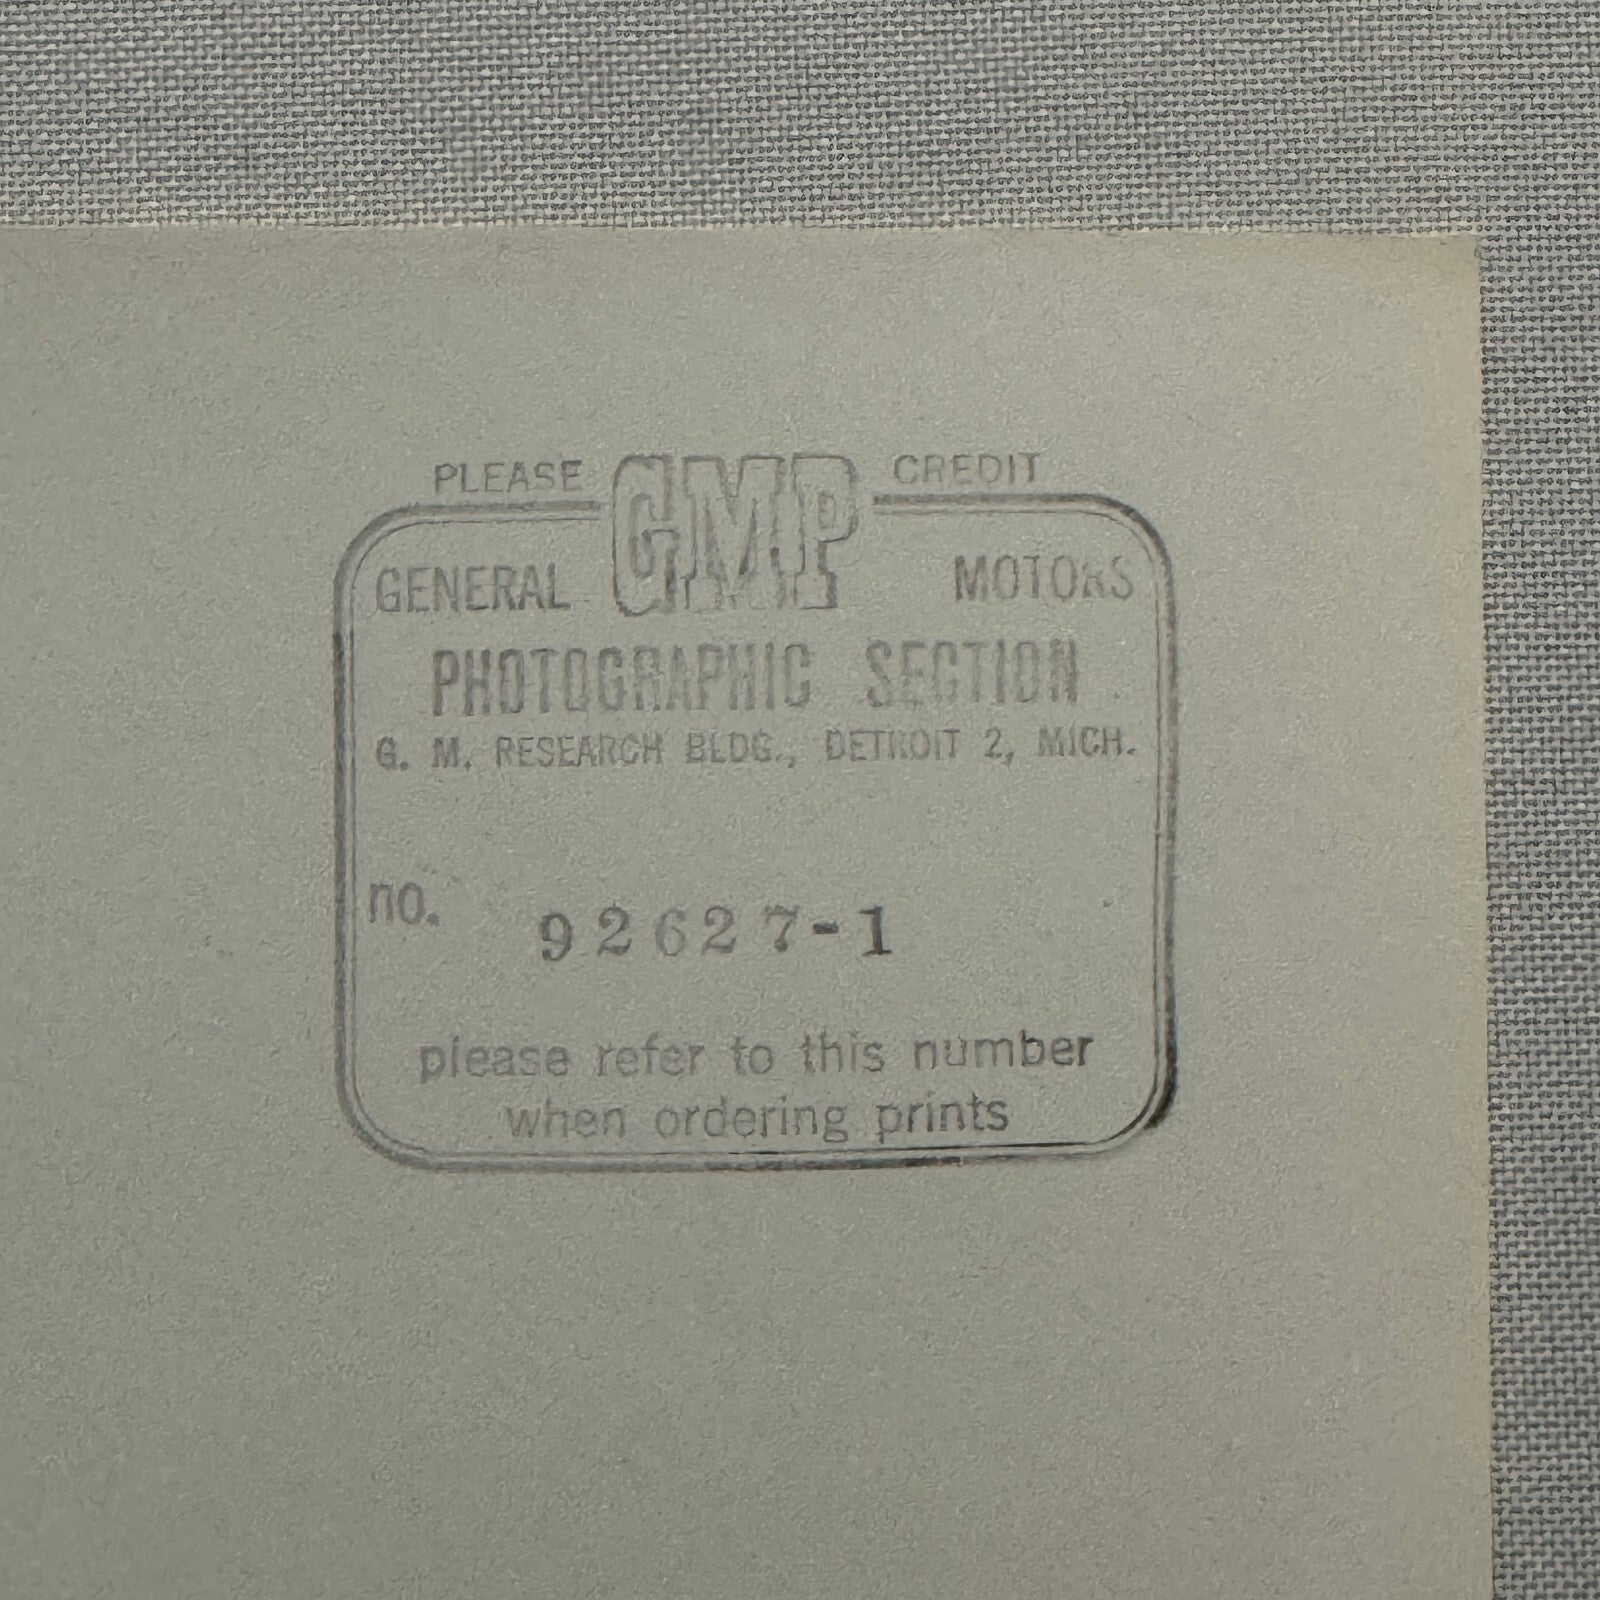 PLEASE GMP CREDIT
GENERAL MOTORS
PHOTOGRAPHIC SECTION
G. M. RESEARCH BLDG., DETROIT 2, MICH.
no. 92627-1
please refer to this number
when ordering prints